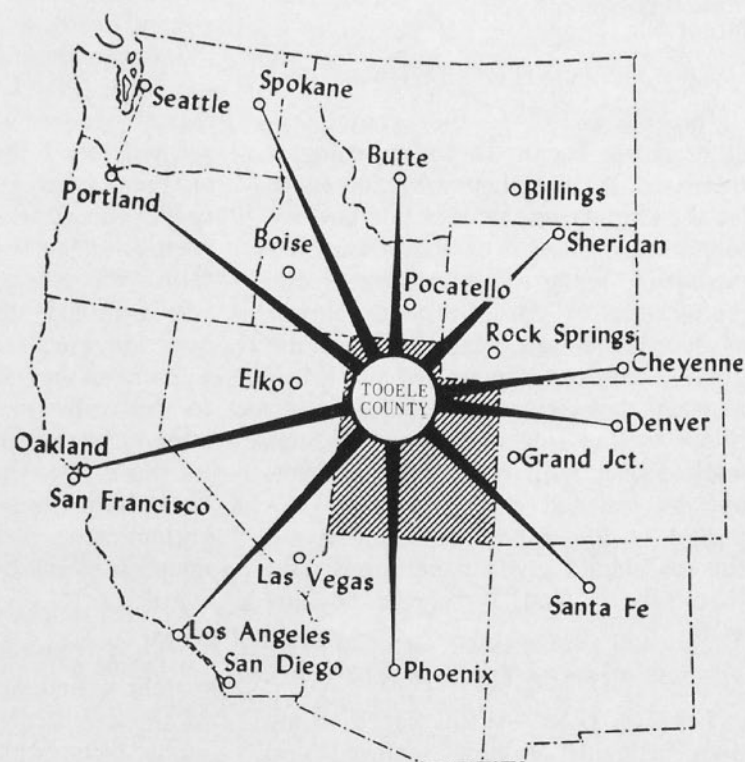 Seattle
Spokane
Butte
Portland
Billings
Boise
Sheridan
Pocatello
Rock Springs
Cheyenne
Elko
TOOELE
COUNTY
Denver
Oakland
Grand Jct.
San Francisco
Las Vegas
Santa Fe
Los Angeles
San Diego
Phoenix